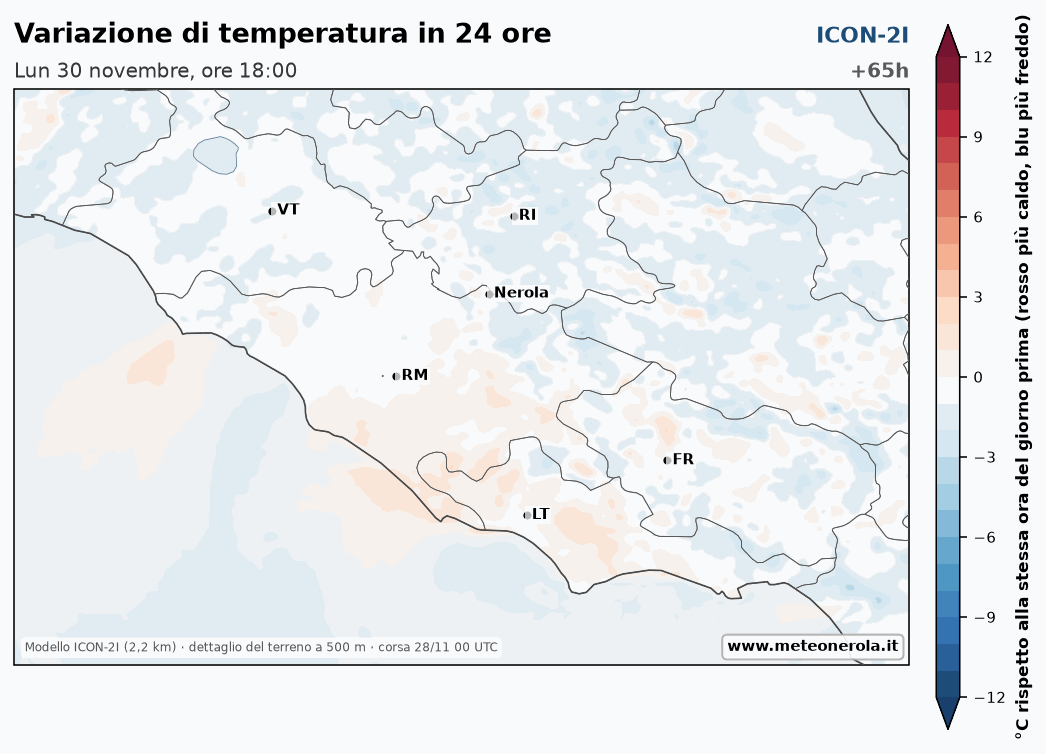 Variazione di temperatura in 24 ore
ICON-2I
Lun 30 novembre, ore 18:00
+65h
VT
RI
Nerola
RM
FR
LT
Modello ICON-2I (2,2 km) · dettaglio del terreno a 500 m · corsa 28/11 00 UTC
www.meteonerola.it
12
9
6
3
0
−3
−6
−9
−12
°C rispetto alla stessa ora del giorno prima (rosso più caldo, blu più freddo)